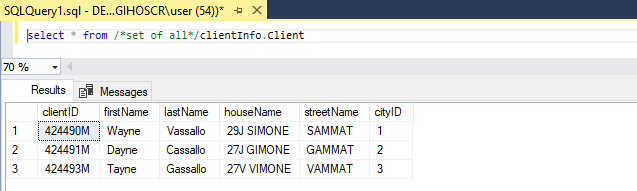 SQLQuery1.sql - DE...GIHOSCR\user (54))*
select * from /*set of all*/clientInfo.Client
70 %
Results Messages
clientID firstName lastName houseName streetName cityID
1 424490M Wayne Vassallo 29J SIMONE SAMMAT 1
2 424491M Dayne Cassallo 27J GIMONE GAMMAT 2
3 424493M Tayne Gassallo 27V VIMONE VAMMAT 3